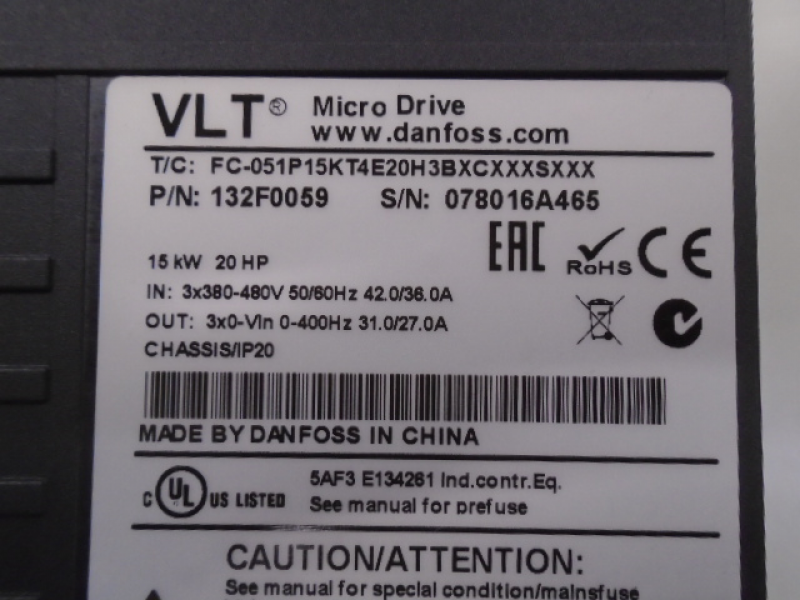 VLT® Micro Drive
www.danfoss.com
T/C: FC-051P15KT4E20H3BXCXXXSXXX
P/N: 132F0059 S/N: 078016A465
EAC RoHS CE
15 kW 20 HP
IN: 3x380-480V 50/60Hz 42.0/36.0A
OUT: 3x0-Vin 0-400Hz 31.0/27.0A
CHASSIS/IP20
MADE BY DANFOSS IN CHINA
C UL US LISTED 5AF3 E134261 Ind.contr.Eq.
See manual for prefuse
CAUTION/ATTENTION:
See manual for special condition/mainsfuse